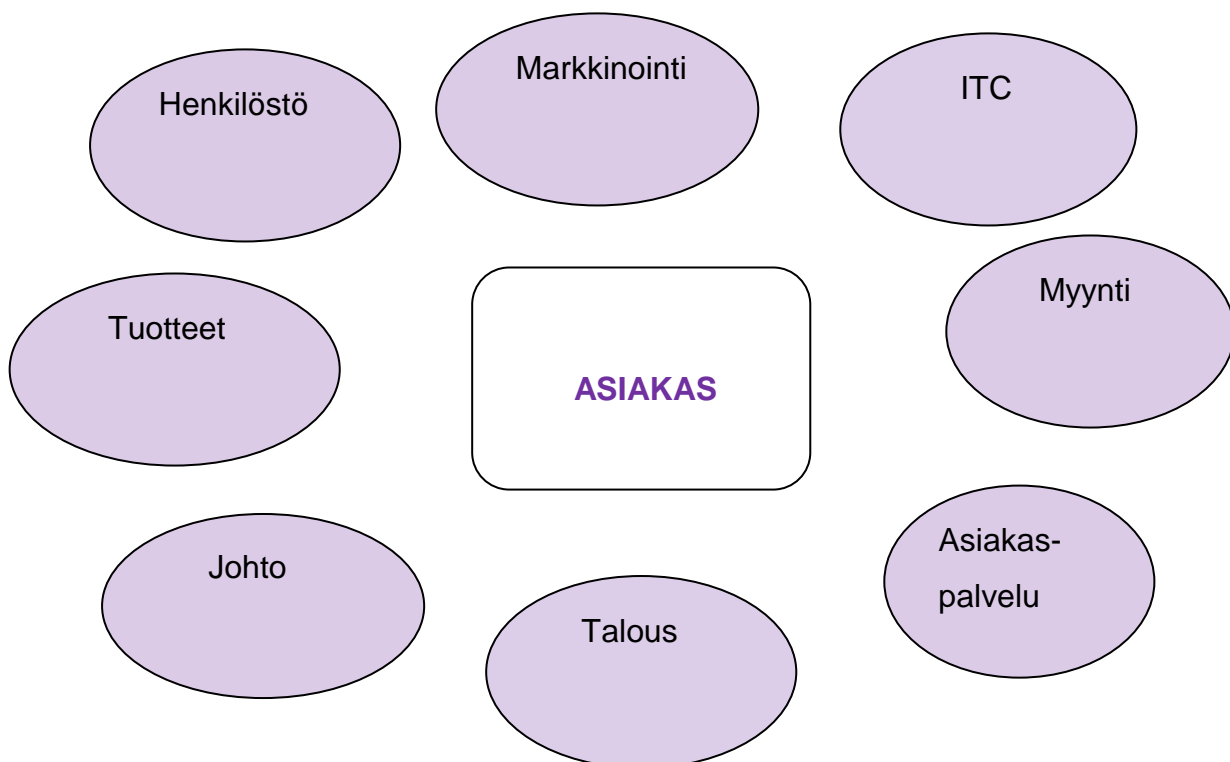 Henkilöstö
Markkinointi
ITC
Tuotteet
ASIAKAS
Myynti
Johto
Talous
Asiakas-
palvelu